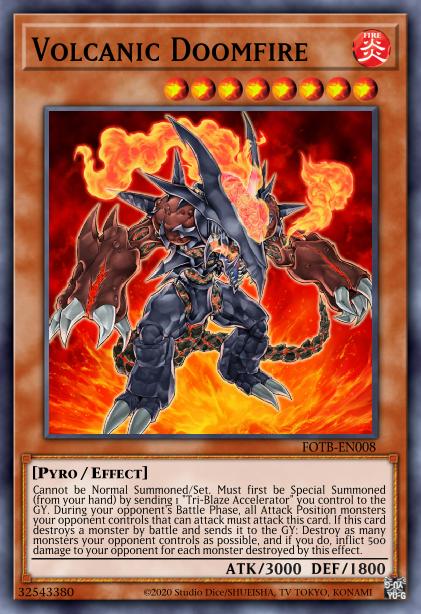 VOLCANIC DOOMFIRE
FIRE
炎
FOTB-EN008
[PYRO / EFFECT]
Cannot be Normal Summoned/Set. Must first be Special Summoned
(from your hand) by sending 1 "Tri-Blaze Accelerator" you control to the
GY. During your opponent's Battle Phase, all Attack Position monsters
your opponent controls that can attack must attack this card. If this card
destroys a monster by battle and sends it to the GY: Destroy as many
monsters your opponent controls as possible, and if you do, inflict 500
damage to your opponent for each monster destroyed by this effect.
ATK/3000 DEF/1800
32543380
©2020 Studio Dice/SHUEISHA, TV TOKYO, KONAMI